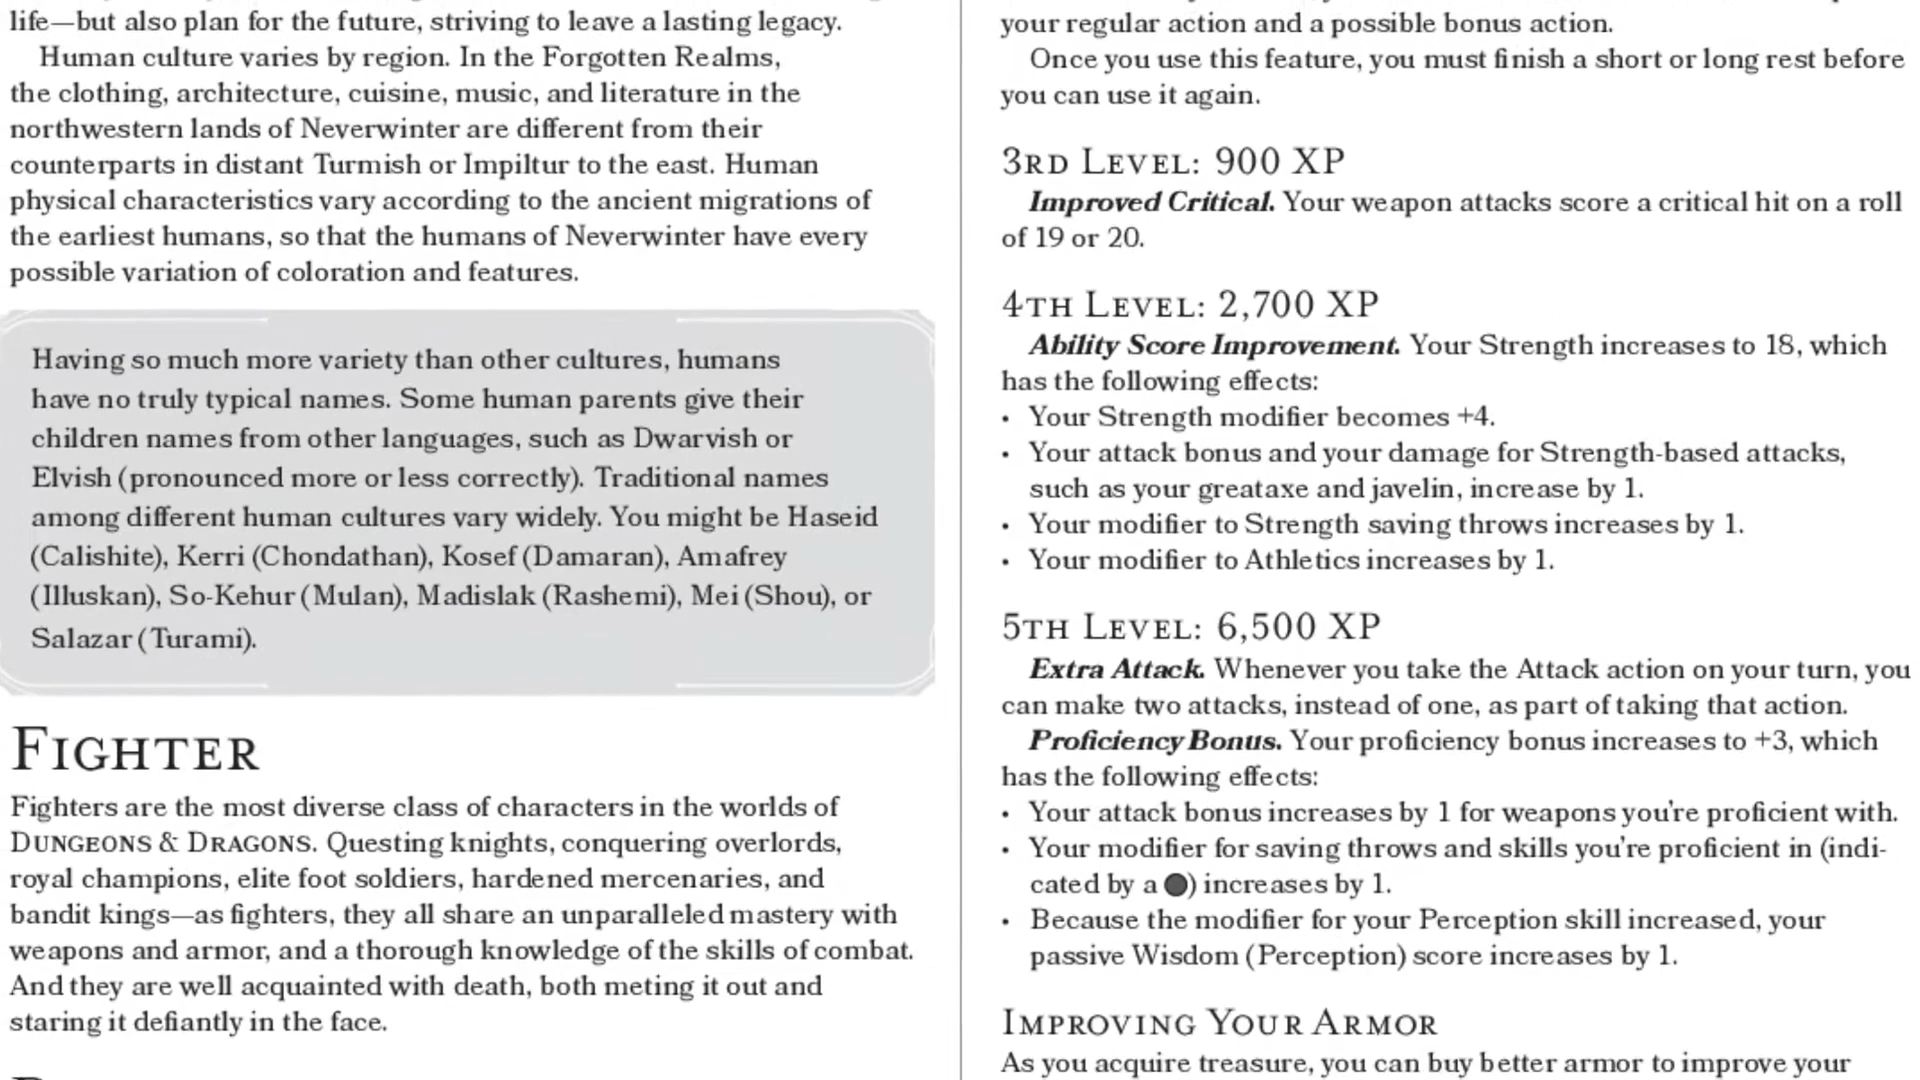 life—but also plan for the future, striving to leave a lasting legacy.
Human culture varies by region. In the Forgotten Realms,
the clothing, architecture, cuisine, music, and literature in the
northwestern lands of Neverwinter are different from their
counterparts in distant Turmish or Impiltur to the east. Human
physical characteristics vary according to the ancient migrations of
the earliest humans, so that the humans of Neverwinter have every
possible variation of coloration and features.
Having so much more variety than other cultures, humans
have no truly typical names. Some human parents give their
children names from other languages, such as Dwarvish or
Elvish (pronounced more or less correctly). Traditional names
among different human cultures vary widely. You might be Haseid
(Calishite), Kerri (Chondathan), Kosef (Damaran), Amafrey
(Illuskan), So-Kehur (Mulan), Madislak (Rashemi), Mei (Shou), or
Salazar (Turami).
FIGHTER
Fighters are the most diverse class of characters in the worlds of
DUNGEONS & DRAGONS. Questing knights, conquering overlords,
royal champions, elite foot soldiers, hardened mercenaries, and
bandit kings—as fighters, they all share an unparalleled mastery with
weapons and armor, and a thorough knowledge of the skills of combat.
And they are well acquainted with death, both meting it out and
staring it defiantly in the face.
your regular action and a possible bonus action.
Once you use this feature, you must finish a short or long rest before
you can use it again.
3RD LEVEL: 900 XP
Improved Critical. Your weapon attacks score a critical hit on a roll
of 19 or 20.
4TH LEVEL: 2,700 XP
Ability Score Improvement. Your Strength increases to 18, which
has the following effects:
• Your Strength modifier becomes +4.
• Your attack bonus and your damage for Strength-based attacks,
such as your greataxe and javelin, increase by 1.
• Your modifier to Strength saving throws increases by 1.
• Your modifier to Athletics increases by 1.
5TH LEVEL: 6,500 XP
Extra Attack. Whenever you take the Attack action on your turn, you
can make two attacks, instead of one, as part of taking that action.
Proficiency Bonus. Your proficiency bonus increases to +3, which
has the following effects:
• Your attack bonus increases by 1 for weapons you're proficient with.
• Your modifier for saving throws and skills you're proficient in (indi-
cated by a ●) increases by 1.
• Because the modifier for your Perception skill increased, your
passive Wisdom (Perception) score increases by 1.
IMPROVING YOUR ARMOR
As you acquire treasure, you can buy better armor to improve your